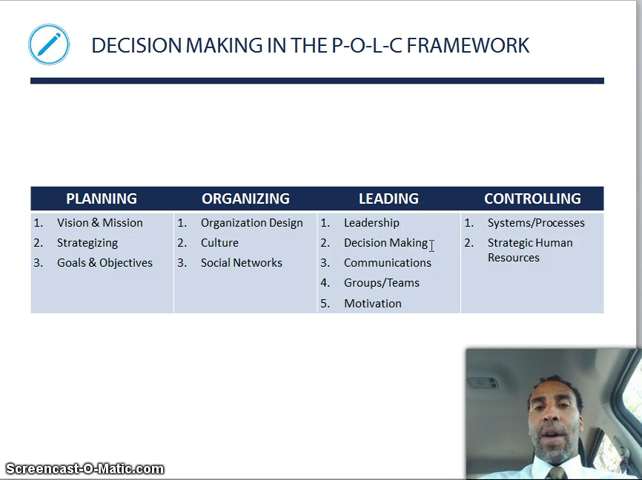 DECISION MAKING IN THE P-O-L-C FRAMEWORK
PLANNING ORGANIZING LEADING CONTROLLING
1. Vision & Mission
2. Strategizing
3. Goals & Objectives
1. Organization Design
2. Culture
3. Social Networks
1. Leadership
2. Decision Making
3. Communications
4. Groups/Teams
5. Motivation
1. Systems/Processes
2. Strategic Human
Resources
Screencast-O-Matic.com